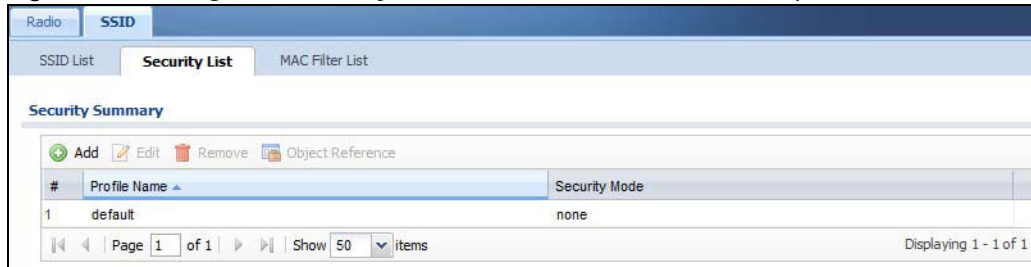 Radio SSID
SSID List Security List MAC Filter List
Security Summary
Add Edit Remove Object Reference
# Profile Name Security Mode
1 default none
Page 1 of 1 Show 50 items Displaying 1 - 1 of 1